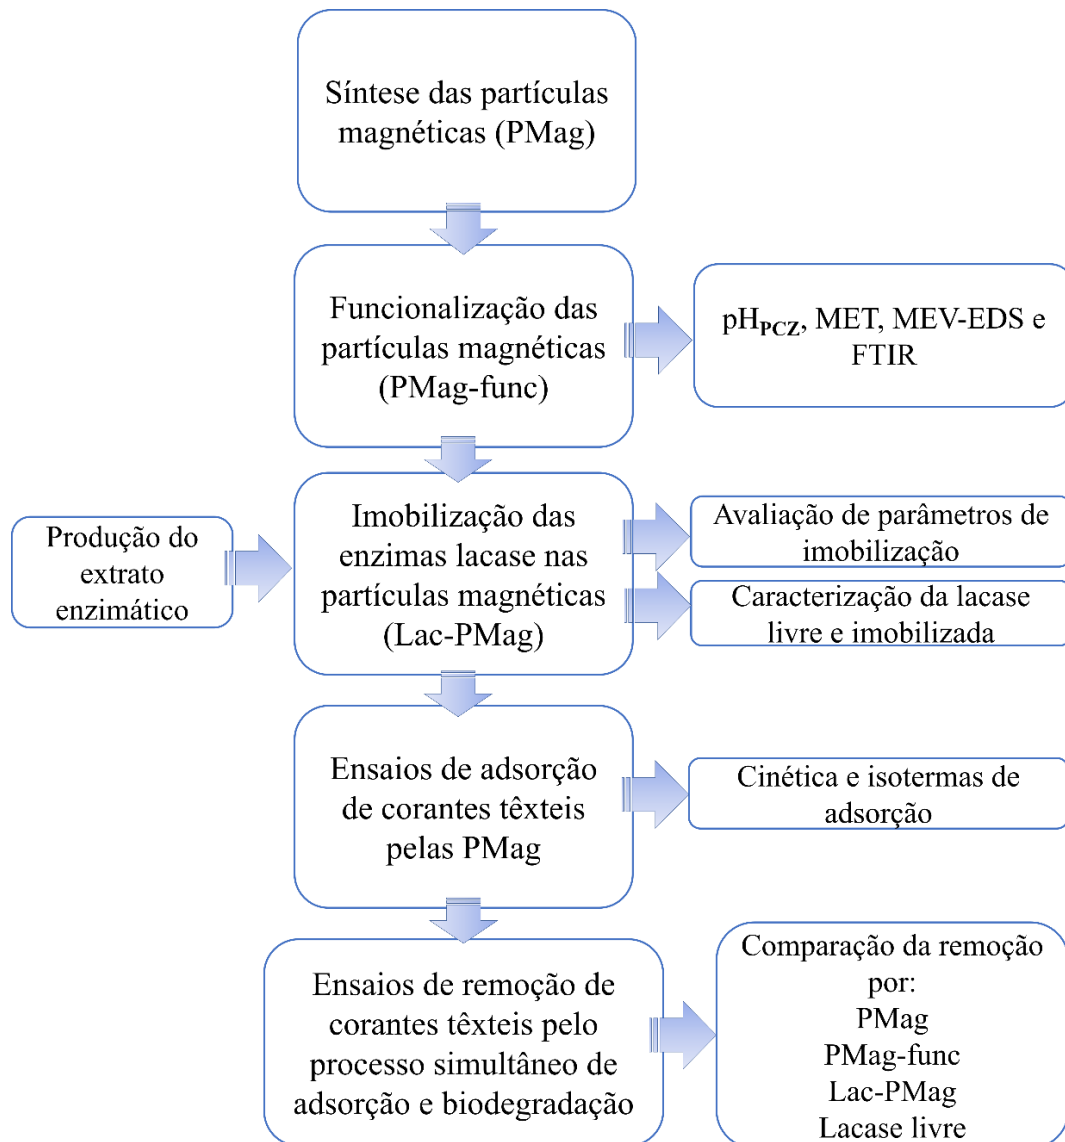 Síntese das partículas
magnéticas (PMag)
Funcionalização das
partículas magnéticas
(PMag-func)
pHPCZ, MET, MEV-EDS e
FTIR
Produção do
extrato
enzimático
Imobilização das
enzimas lacase nas
partículas magnéticas
(Lac-PMag)
Avaliação de parâmetros de
imobilização
Caracterização da lacase
livre e imobilizada
Ensaios de adsorção
de corantes têxteis
pelas PMag
Cinética e isotermas de
adsorção
Ensaios de remoção de
corantes têxteis pelo
processo simultâneo de
adsorção e biodegradação
Comparação da remoção
por:
PMag
PMag-func
Lac-PMag
Lacase livre